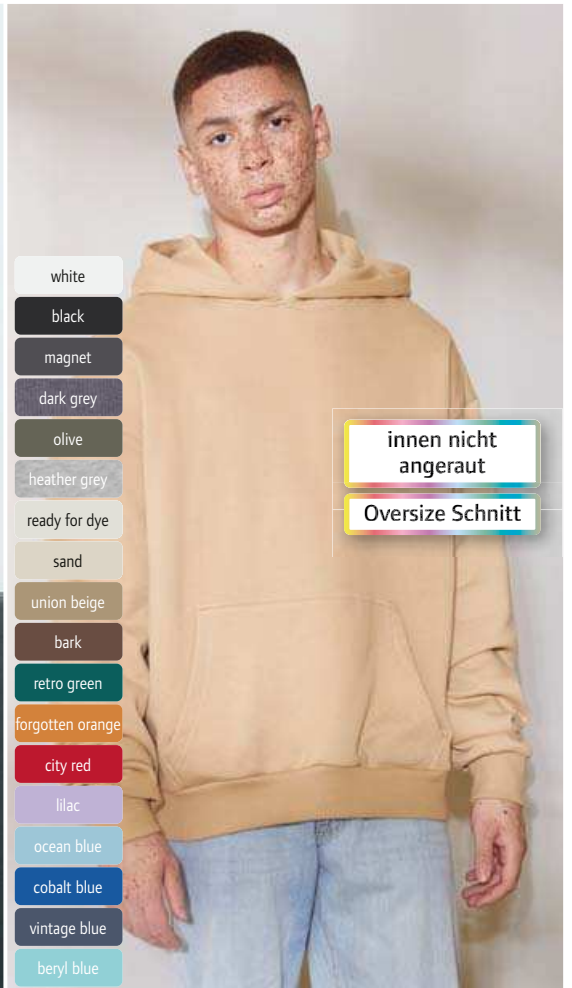 white
black
magnet
dark grey
olive
heather grey
ready for dye
sand
union beige
bark
retro green
forgotten orange
city red
lilac
ocean blue
cobalt blue
vintage blue
beryl blue
innen nicht
angeraut
Oversize Schnitt